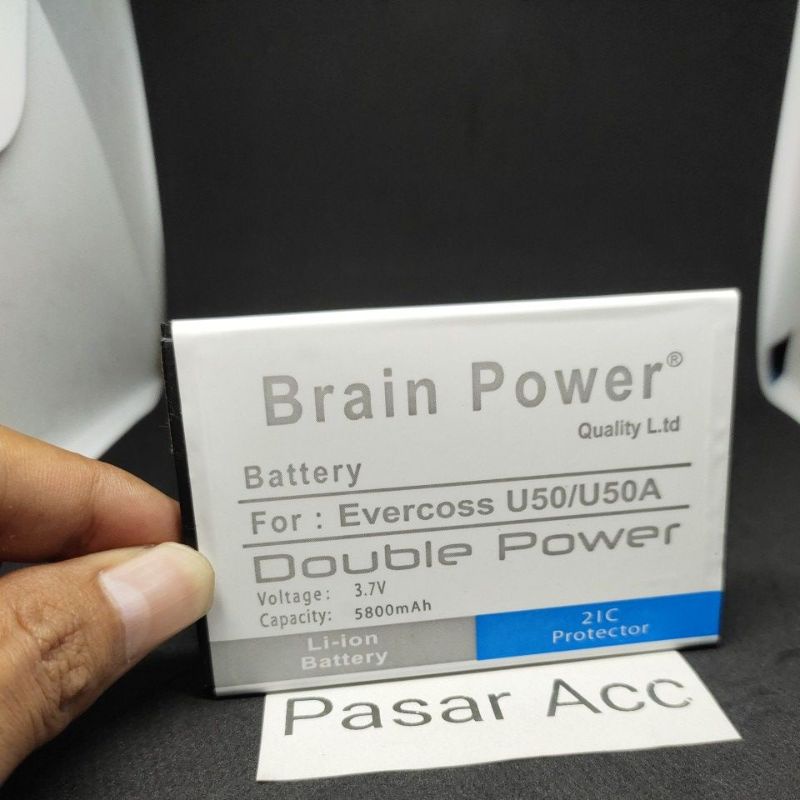 Brain Power®
Quality L.td
Battery
For : Evercoss U50/U50A
Double Power
Voltage: 3.7V
Capacity: 5800mAh
Li-ion
Battery
2IC
Protector
Pasar Acc